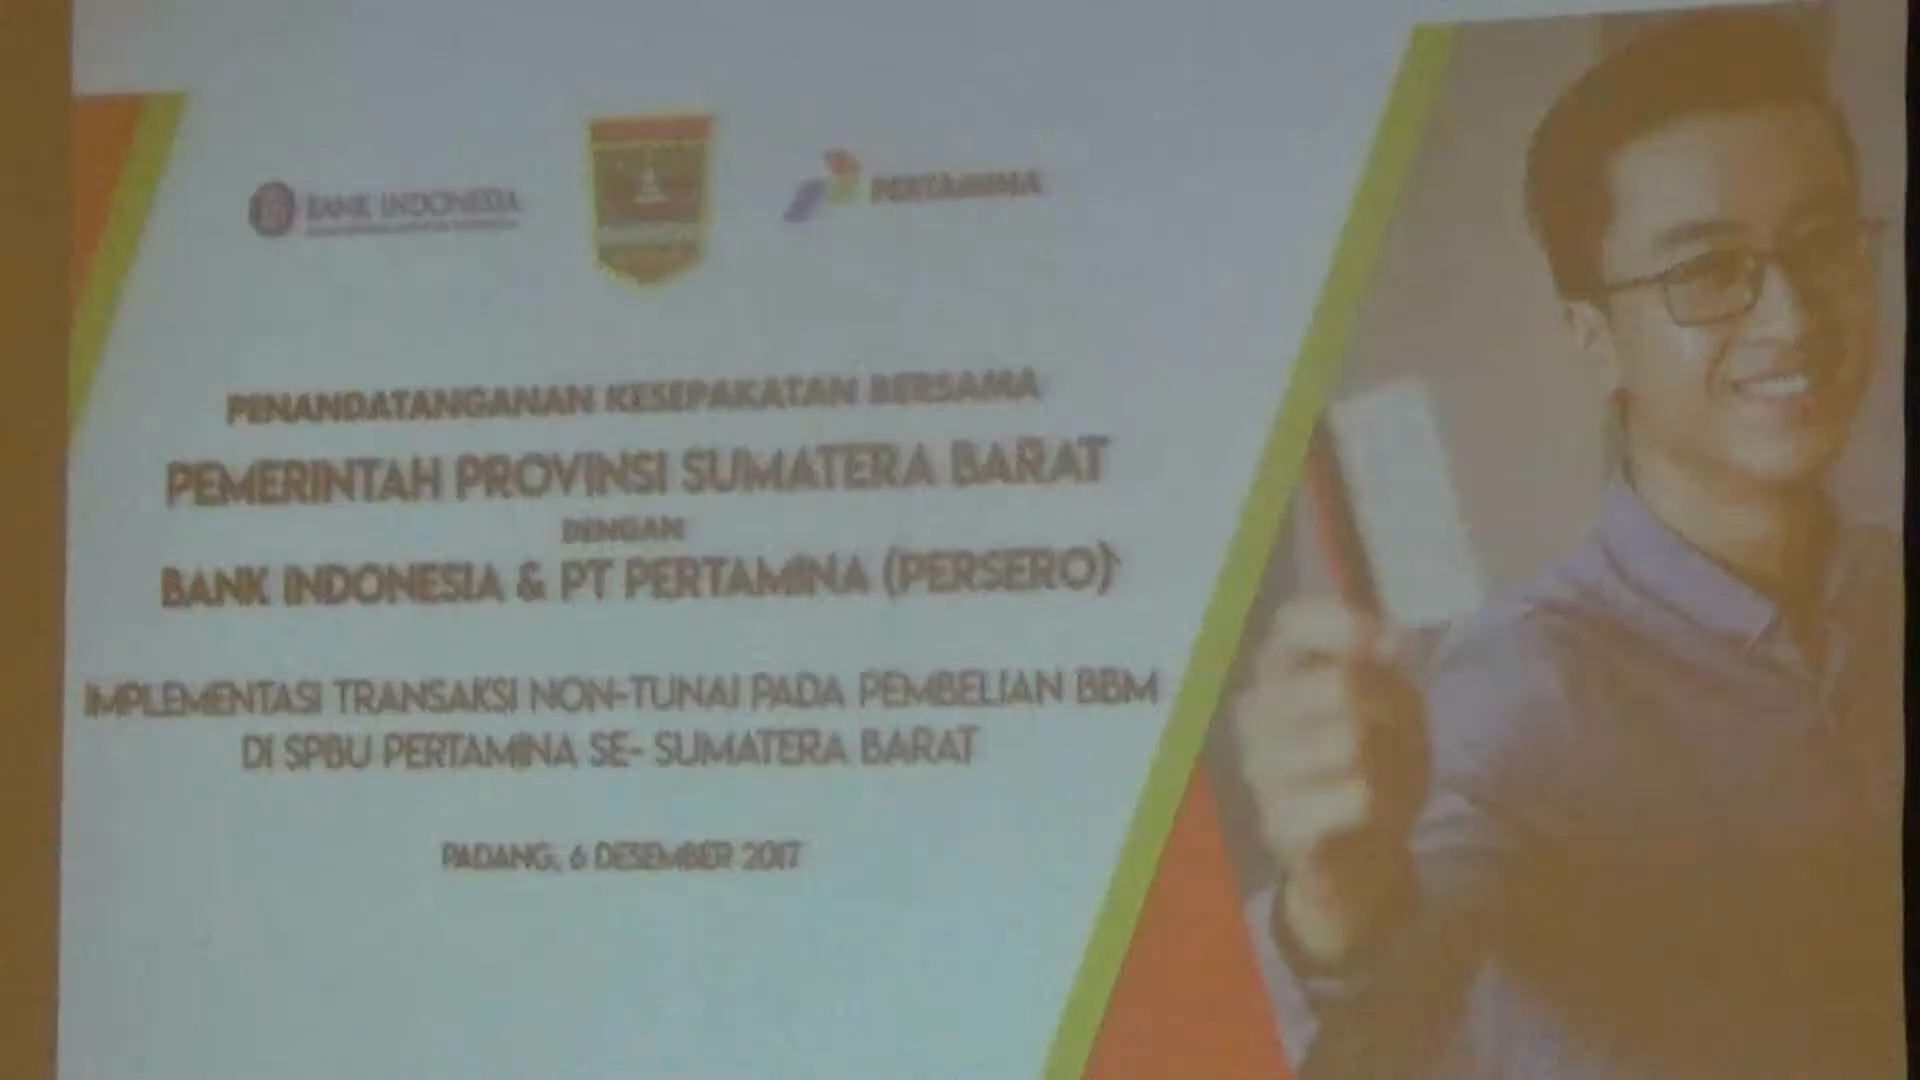 BANK INDONESIA
PERTAMINA
PENANDATANGANAN KESEPAKATAN BERSAMA
PEMERINTAH PROVINSI SUMATERA BARAT
DENGAN
BANK INDONESIA & PT PERTAMINA (PERSERO)
IMPLEMENTASI TRANSAKSI NON-TUNAI PADA PEMBELIAN BBM
DI SPBU PERTAMINA SE- SUMATERA BARAT
PADANG, 6 DESEMBER 2017